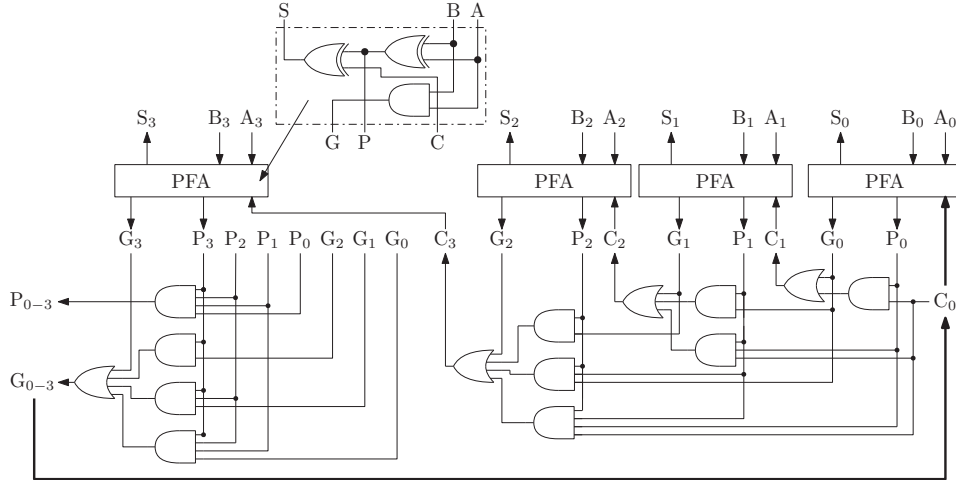 S B A
G P C
S₃ B₃ A₃ S₂ B₂ A₂ S₁ B₁ A₁ S₀ B₀ A₀
PFA PFA PFA PFA
G₃ P₃ P₂ P₁ P₀ G₂ G₁ G₀ C₃ G₂ P₂ C₂ G₁ P₁ C₁ G₀ P₀
P₀₋₃ C₀
G₀₋₃